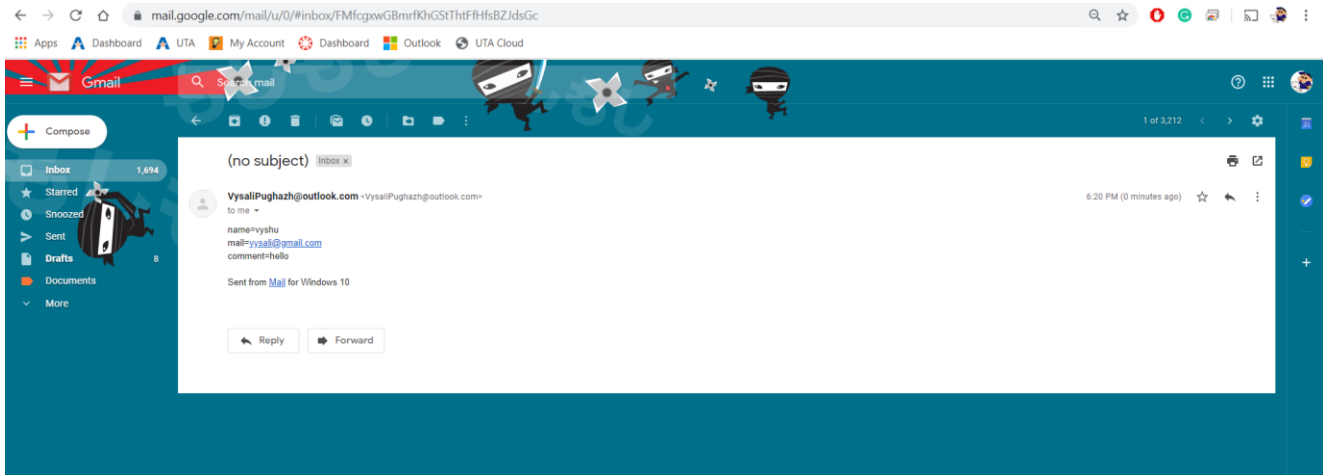 mail.google.com/mail/u/0/#inbox/FMfcgxwGBmrfKhGStThtFfHfsBZJdsGc
Apps Dashboard UTA My Account Dashboard Outlook UTA Cloud
Gmail
Search mail
Compose
1 of 3,212
Inbox 1,694
Starred
Snoozed
Sent
Drafts 8
Documents
More
(no subject) Inbox x
VysaliPughazh@outlook.com <VysaliPughazh@outlook.com>
6:20 PM (0 minutes ago)
to me
name=vyshu
mail=vysali@gmail.com
comment=hello
Sent from Mail for Windows 10
Reply Forward